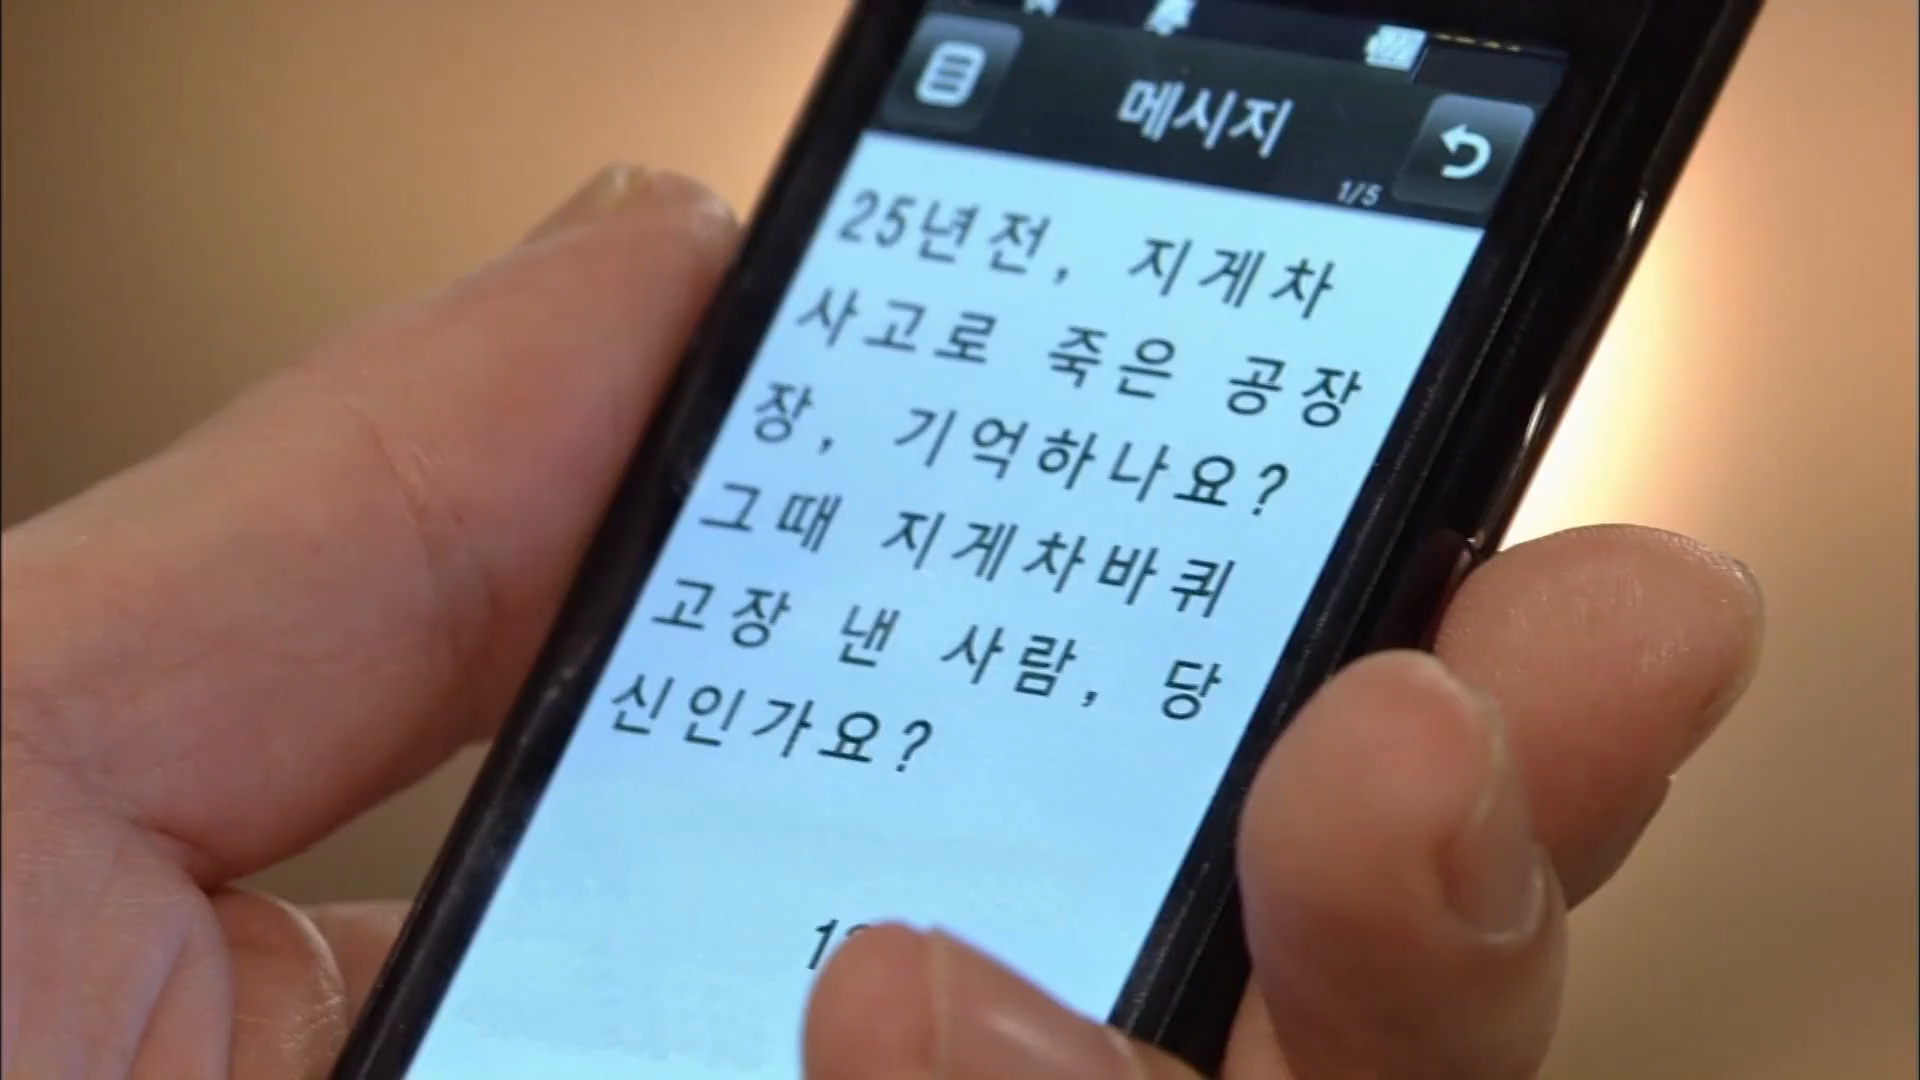 메시지
1/5
25년전, 지게차
사고로 죽은 공장
장, 기억하나요?
그때 지게차바퀴
고장 낸 사람, 당
신인가요?